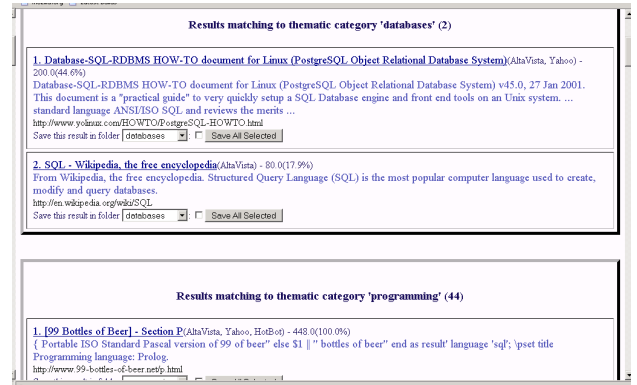 Results matching to thematic category 'databases' (2)
1. Database-SQL-RDBMS HOW-TO document for Linux (PostgreSQL Object Relational Database System)(AltaVista, Yahoo) -
200.0(44.6%)
Database-SQL-RDBMS HOW-TO document for Linux (PostgreSQL Object Relational Database System) v45.0, 27 Jan 2001.
This document is a "practical guide" to very quickly setup a SQL Database engine and front end tools on an Unix system. ...
standard language ANSI/ISO SQL and reviews the merits ...
http://www.yolinux.com/HOWTO/PostgreSQL-HOWTO.html
Save this result in folder databases : Save All Selected
2. SQL - Wikipedia, the free encyclopedia(AltaVista) - 80.0(17.9%)
From Wikipedia, the free encyclopedia. Structured Query Language (SQL) is the most popular computer language used to create,
modify and query databases.
http://en.wikipedia.org/wiki/SQL
Save this result in folder databases : Save All Selected
Results matching to thematic category 'programming' (44)
1. [99 Bottles of Beer] - Section P(AltaVista, Yahoo, HotBot) - 448.0(100.0%)
{ Portable ISO Standard Pascal version of 99 of beer" else $1 || " bottles of beer" end as result' language 'sql'; \pset title
Programming language: Prolog.
http://www.99-bottles-of-beer.net/p.html